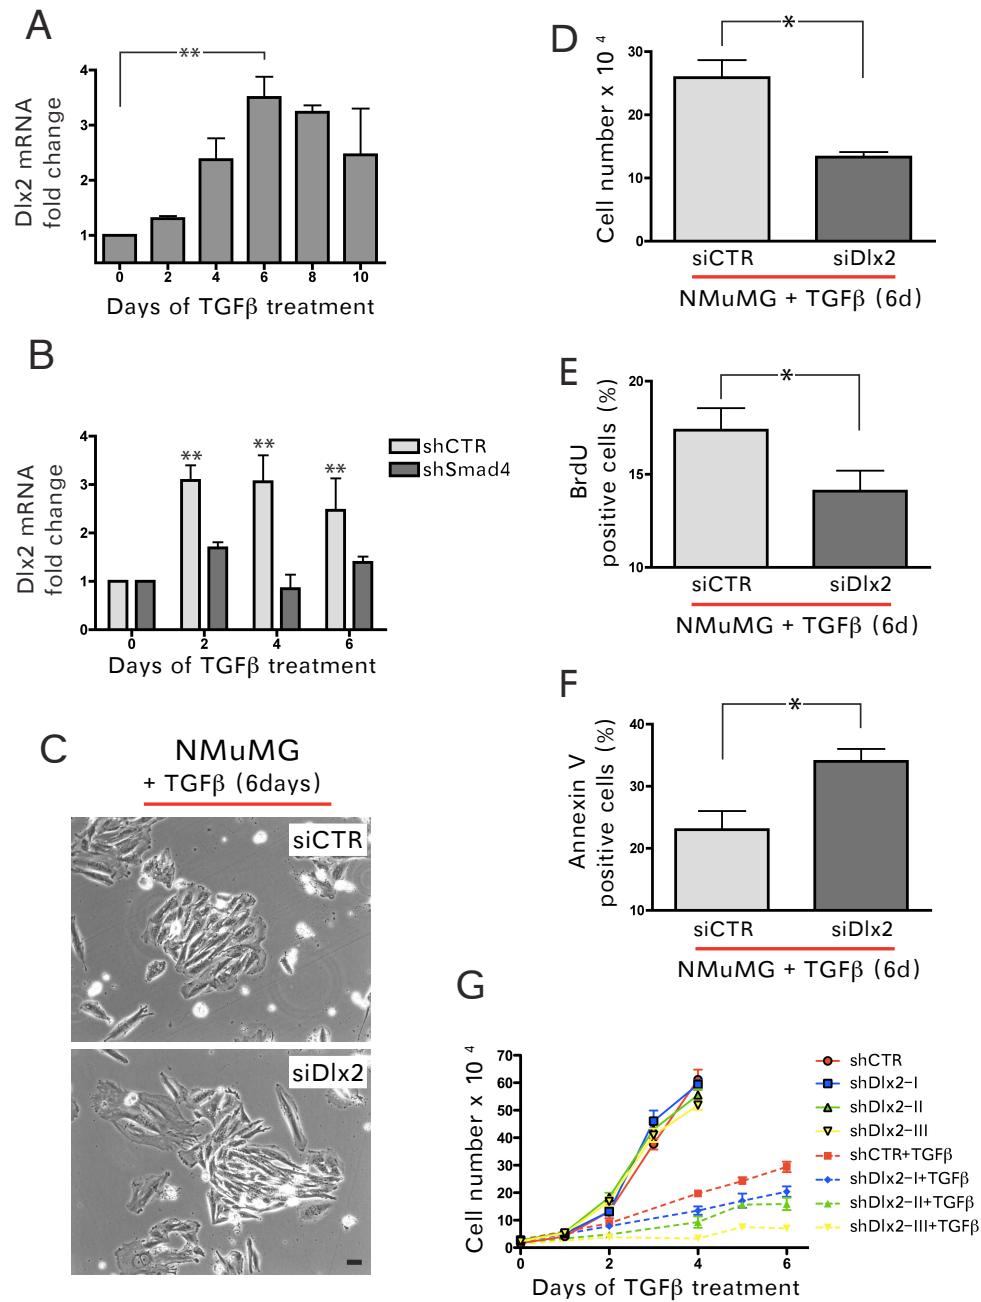 A
**
Dlx2 mRNA
fold change
4
3
2
1
0 2 4 6 8 10
Days of TGFβ treatment
B
Dlx2 mRNA
fold change
4
3
2
1
0
** ** **
shCTR
shSmad4
0 2 4 6
Days of TGFβ treatment
C
NMuMG
+ TGFβ (6days)
siCTR
siDlx2
D
*
Cell number x 10 4
30
20
10
0
siCTR siDlx2
NMuMG + TGFβ (6d)
E
*
BrdU
positive cells (%)
20
15
10
siCTR siDlx2
NMuMG + TGFβ (6d)
F
*
Annexin V
positive cells (%)
40
30
20
10
siCTR siDlx2
NMuMG + TGFβ (6d)
G
Cell number x 10 4
70
60
50
40
30
20
10
0
0 2 4 6
Days of TGFβ treatment
shCTR
shDlx2-I
shDlx2-II
shDlx2-III
shCTR+TGFβ
shDlx2-I+TGFβ
shDlx2-II+TGFβ
shDlx2-III+TGFβ